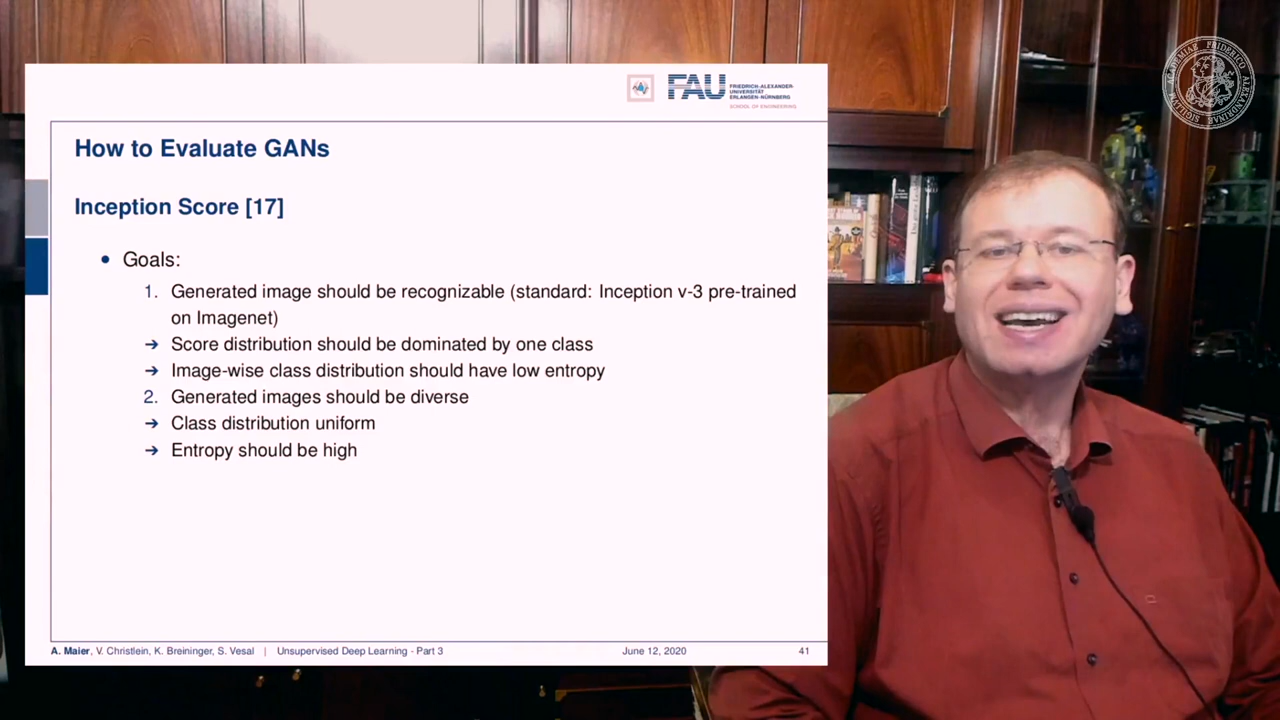 FAU
FRIEDRICH-ALEXANDER-
UNIVERSITÄT
ERLANGEN-NÜRNBERG
SCHOOL OF ENGINEERING
How to Evaluate GANs
Inception Score [17]
• Goals:
1. Generated image should be recognizable (standard: Inception v-3 pre-trained
on Imagenet)
→ Score distribution should be dominated by one class
→ Image-wise class distribution should have low entropy
2. Generated images should be diverse
→ Class distribution uniform
→ Entropy should be high
A. Maier, V. Christlein, K. Breininger, S. Vesal | Unsupervised Deep Learning - Part 3 June 12, 2020 41